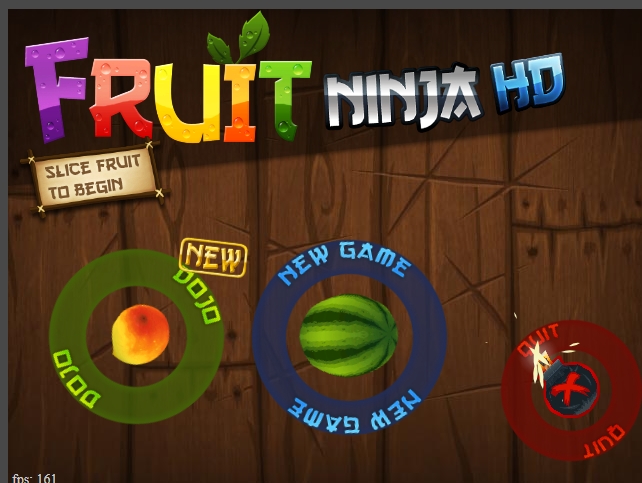 FRUIT NINJA HD
SLICE FRUIT
TO BEGIN
NEW
DOJO
DOJO
NEW GAME
NEW GAME
QUIT
QUIT
fps: 161